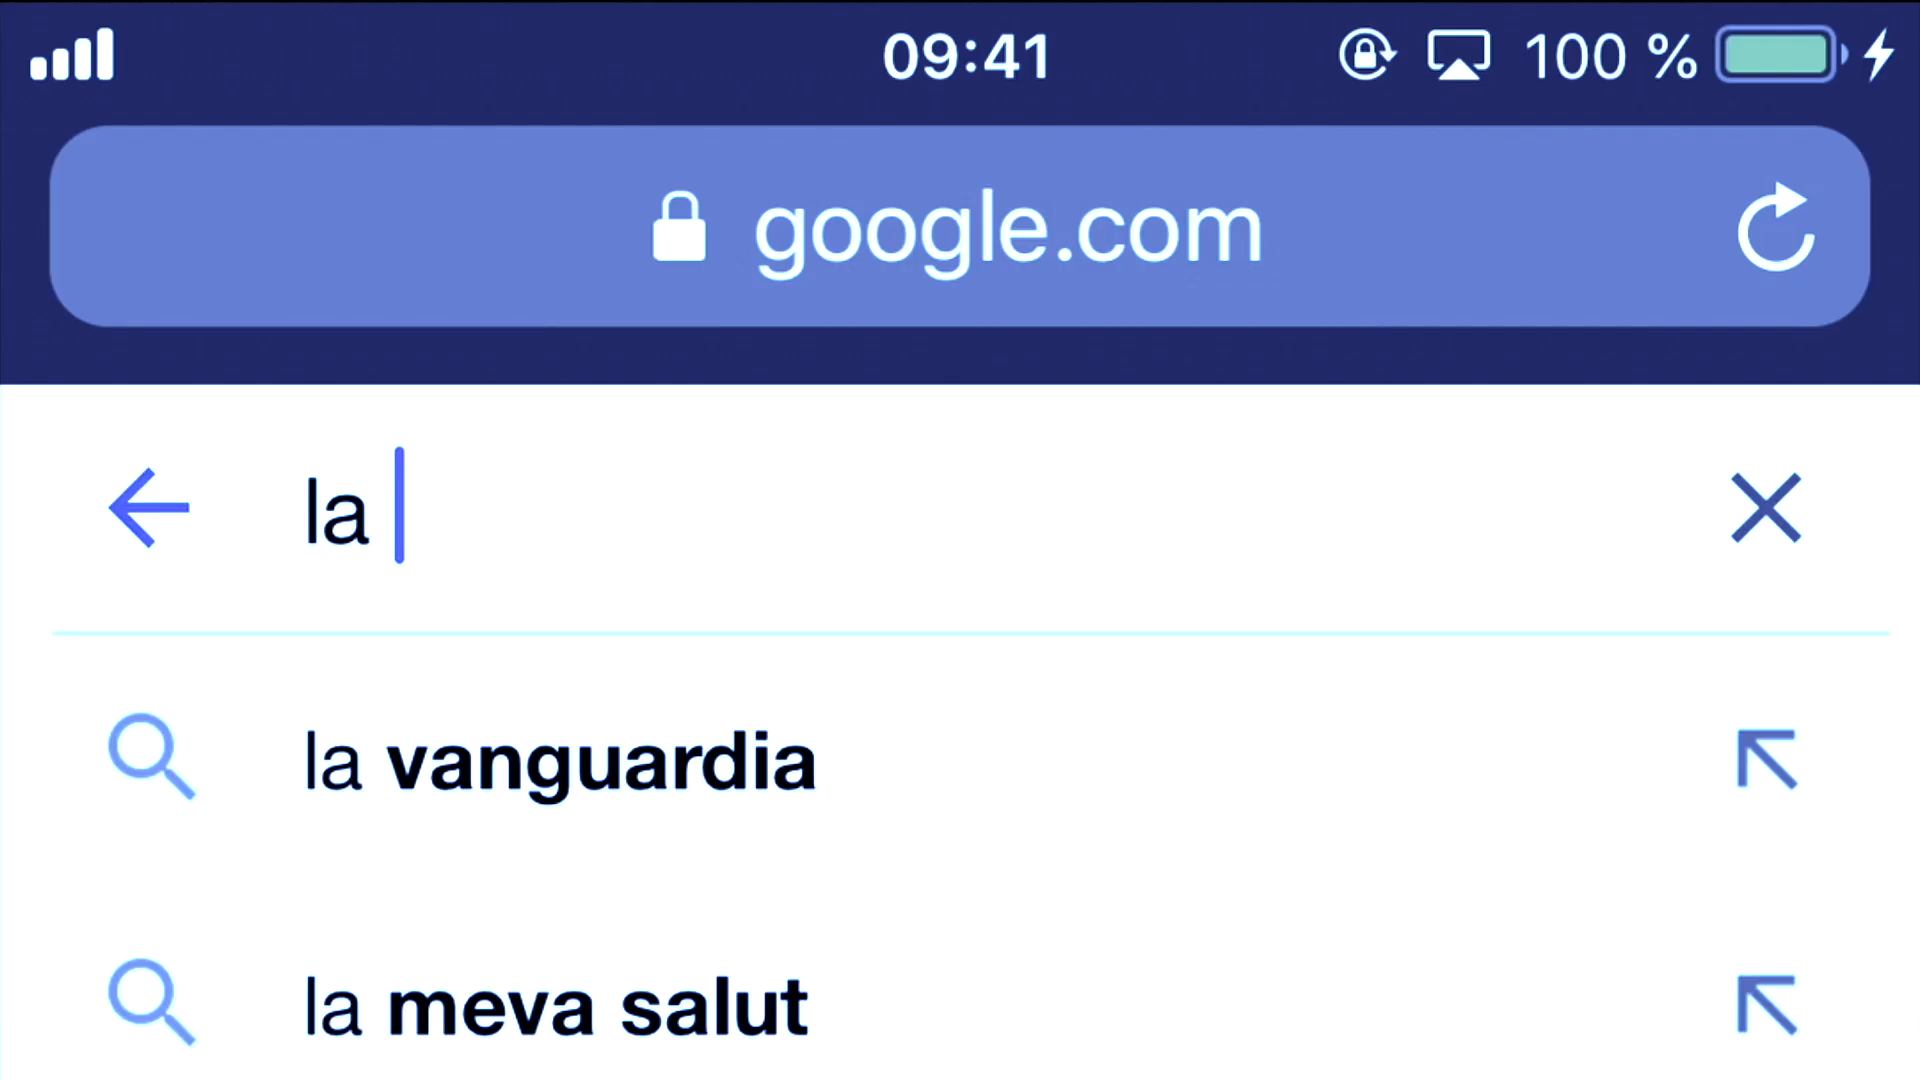 09:41 100 %
google.com
la
la vanguardia
la meva salut